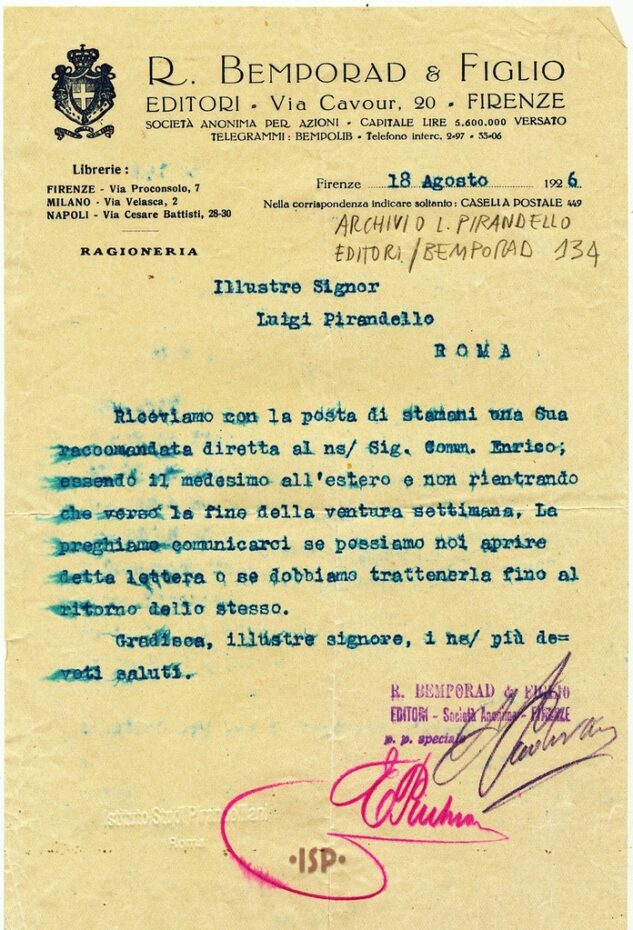 R. BEMPORAD & FIGLIO
EDITORI • Via Cavour, 20 • FIRENZE
SOCIETÀ ANONIMA PER AZIONI • CAPITALE LIRE 5.600.000 VERSATO
TELEGRAMMI: BEMPOLIB • Telefono interc. 2-97 • 35-06
Librerie:
FIRENZE - Via Proconsolo, 7
MILANO - Via Velasca, 2
NAPOLI - Via Cesare Battisti, 28-30
RAGIONERIA
Firenze 18 Agosto 1926
Nella corrispondenza indicare soltanto: CASELLA POSTALE 449
ARCHIVIO L. PIRANDELLO
EDITORI/BEMPORAD 134
Illustre Signor
Luigi Pirandello
ROMA
Riceviamo con la posta di stamani una Sua
raccomandata diretta al ns/ Sig. Comm. Enrico;
essendo il medesimo all'estero e non rientrando
che verso la fine della ventura settimana, La
preghiamo comunicarci se possiamo noi aprire
detta lettera o se dobbiamo trattenerla fino al
ritorno dello stesso.
Gradisca, illustre signore, i ns/ più de=
voti saluti.
R. BEMPORAD & FIGLIO
EDITORI - Società Anonima - FIRENZE
p. p. speciale
Istituto Studi Pirandelliani
Roma
•ISP•